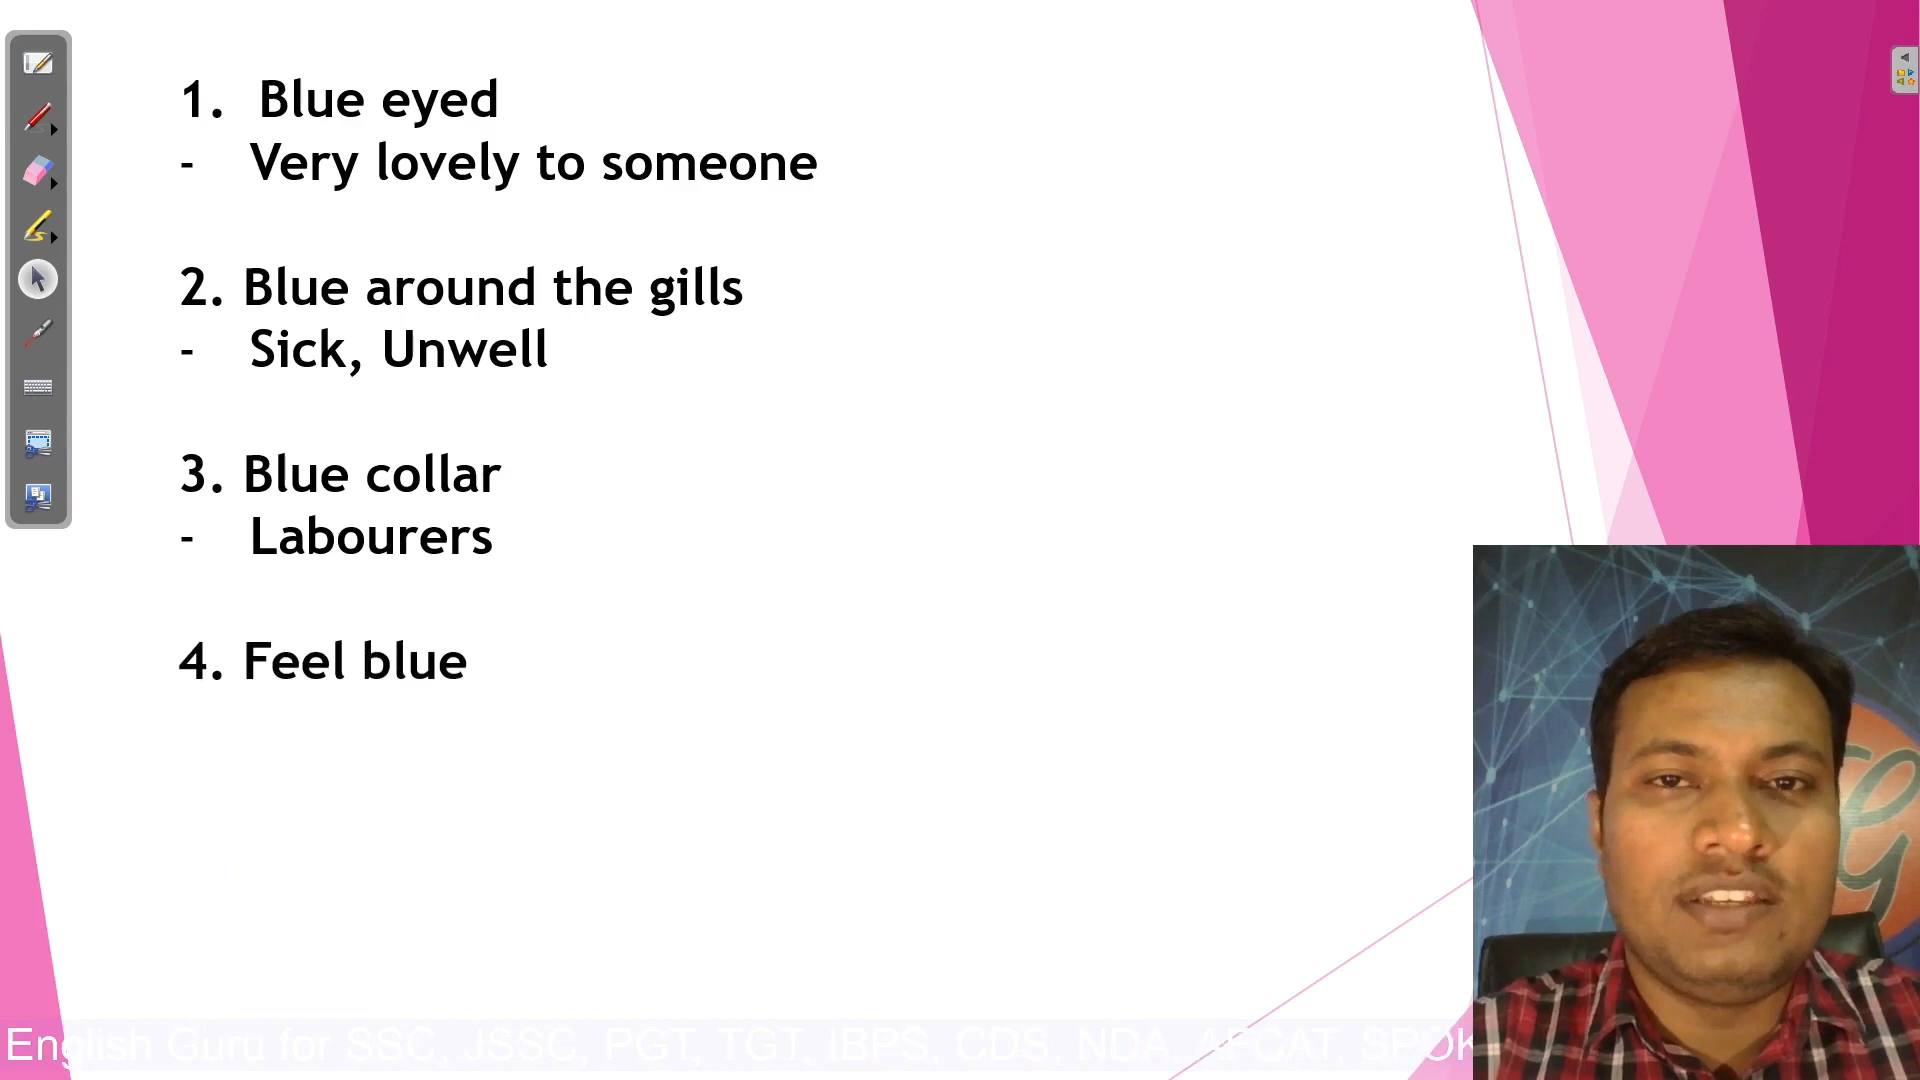 1. Blue eyed
- Very lovely to someone
2. Blue around the gills
- Sick, Unwell
3. Blue collar
- Labourers
4. Feel blue
G
English Guru for SSC, JSSC, PGT, TGT, IBPS, CDS, NDA, AFCAT, SPOK